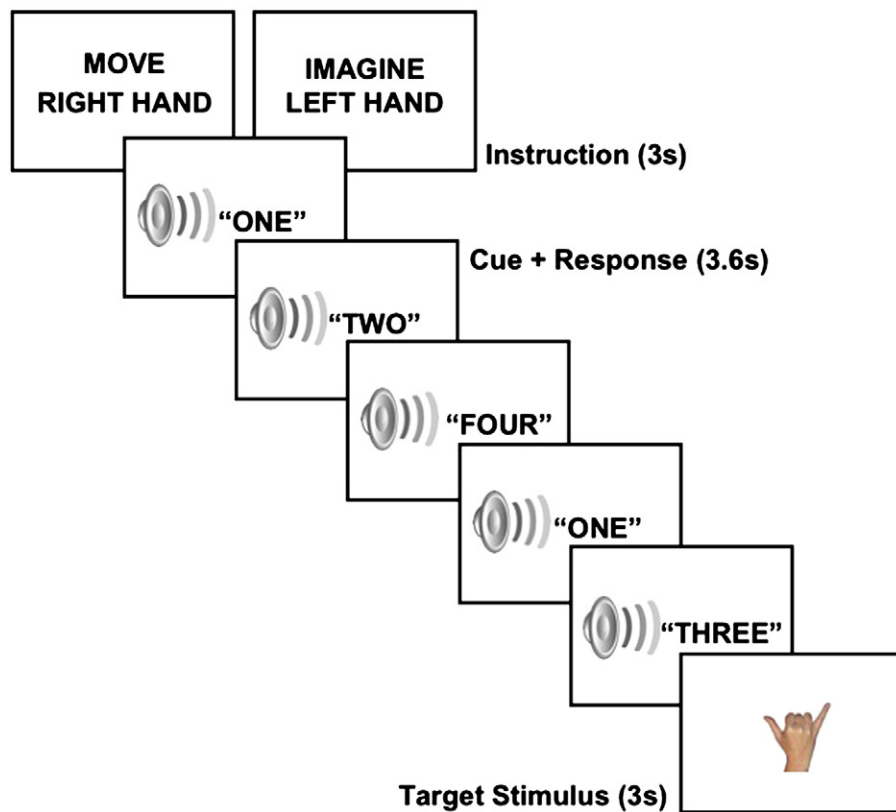 MOVE
RIGHT HAND
IMAGINE
LEFT HAND
Instruction (3s)
“ONE”
Cue + Response (3.6s)
“TWO”
“FOUR”
“ONE”
“THREE”
Target Stimulus (3s)